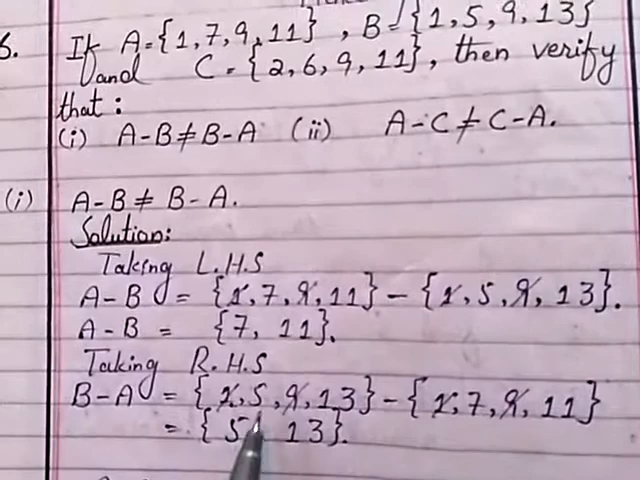 6. If A={1,7,9,11}, B={1,5,9,13}
and C={2,6,9,11}, then verify
that:
(i) A-B≠B-A (ii) A-C≠C-A.
(i) A-B≠B-A.
Solution:
Taking L.H.S
A-B = {1,7,9,11}-{1,5,9,13}.
A-B = {7, 11}.
Taking R.H.S
B-A = {1,5,9,13}-{1,7,9,11}
= {5, 13}.